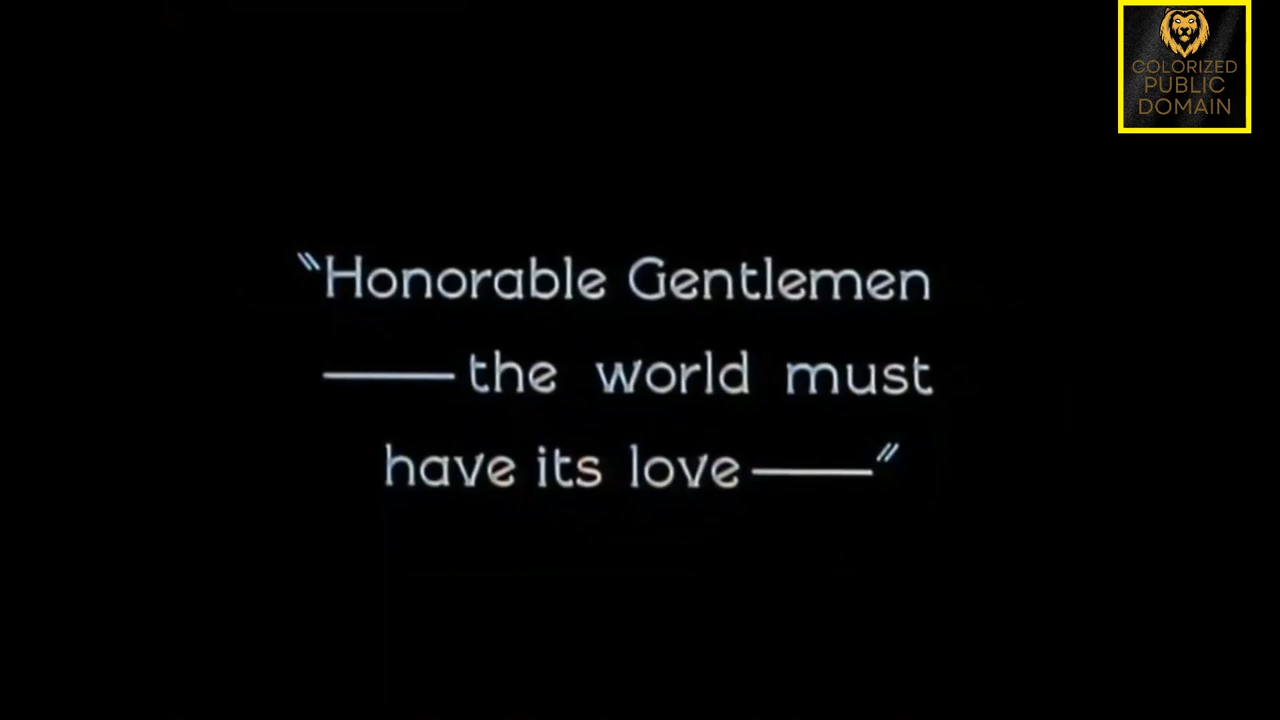 COLORIZED
PUBLIC
DOMAIN
"Honorable Gentlemen
——the world must
have its love——"